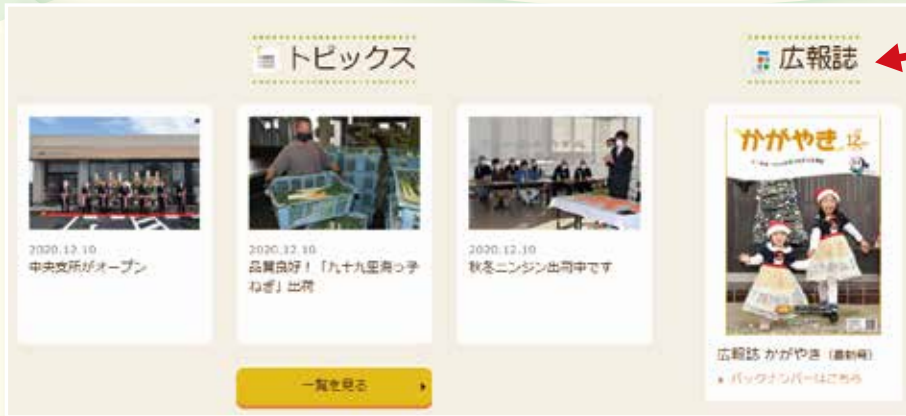 トピックス
2020.12.10
中央支所がオープン
2020.12.10
品質良好！「九十九里海っ子
ねぎ」出荷
2020.12.10
秋冬ニンジン出荷中です
一覧を見る
広報誌
かがやき 12
広報誌 かがやき（最新号）
バックナンバーはこちら